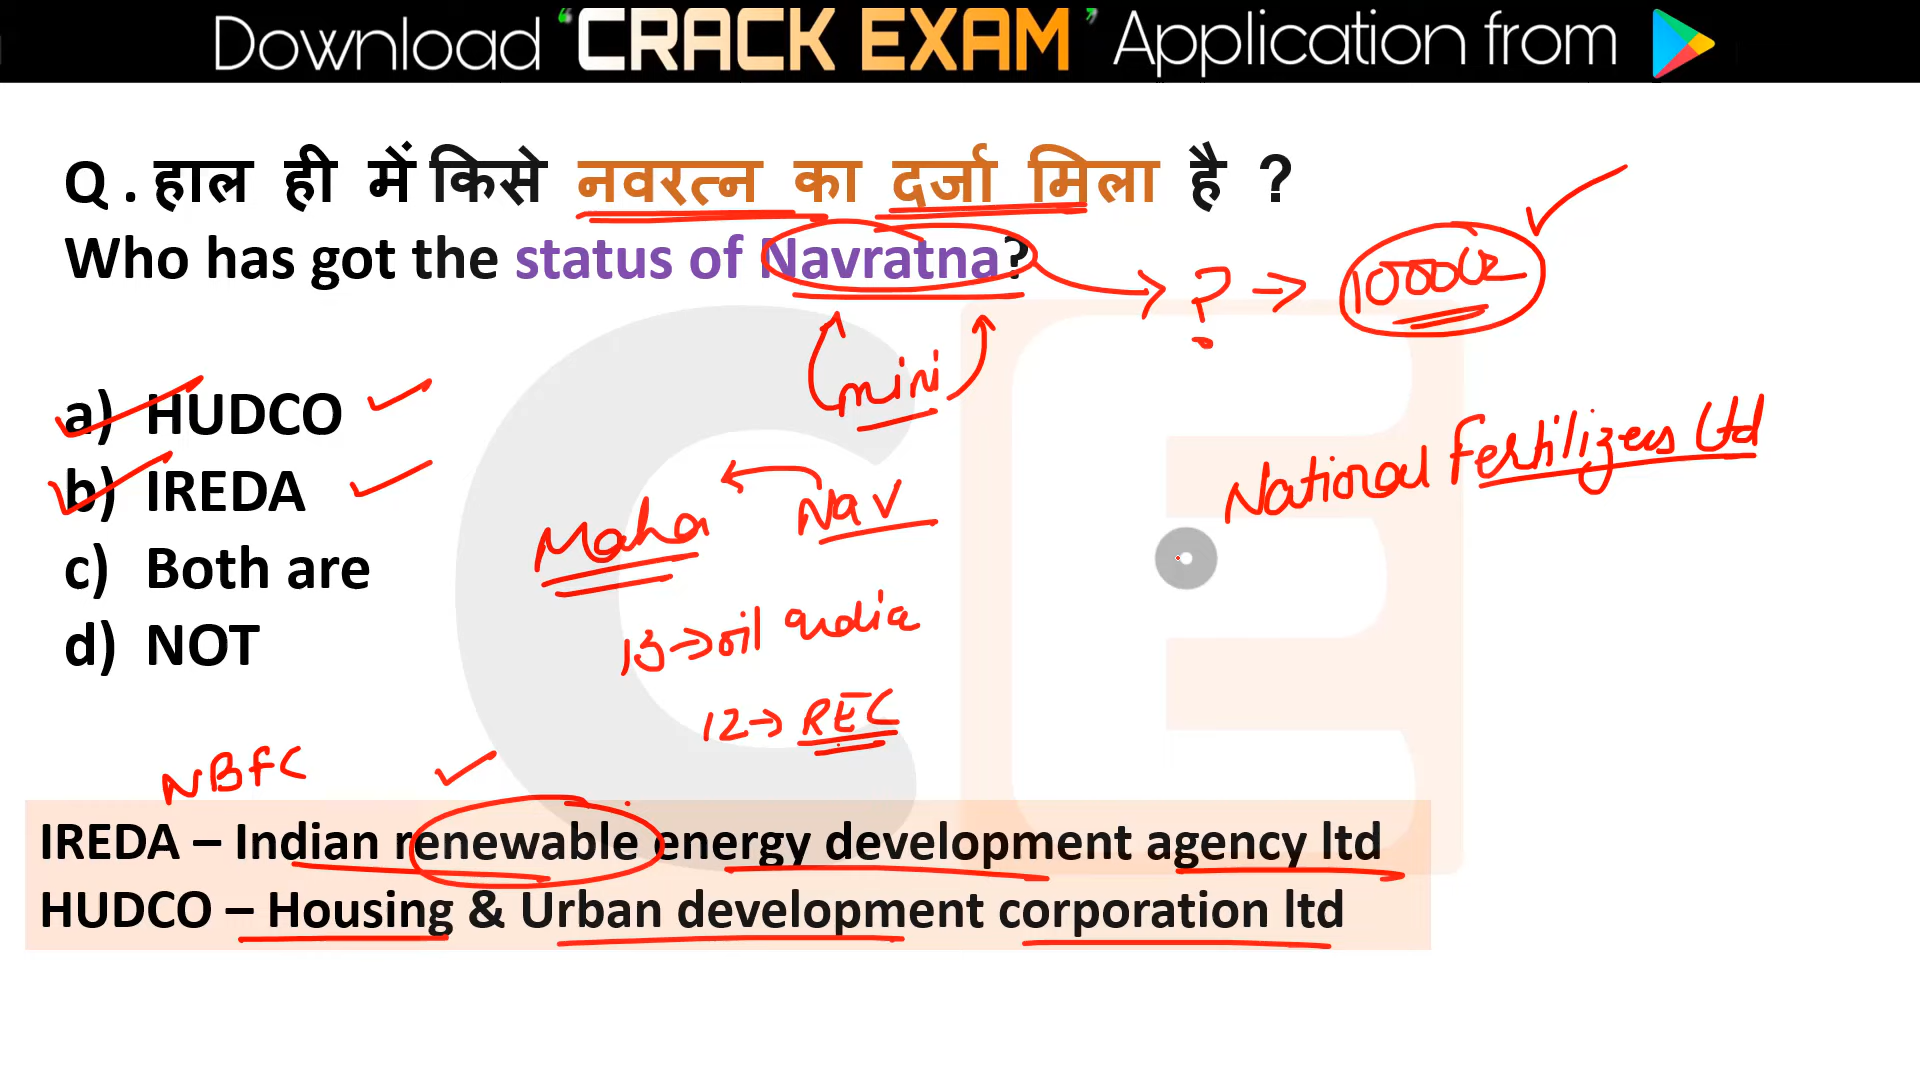 Download "CRACK EXAM" Application from
Q . हाल ही में किसे नवरत्न का दर्जा मिला है ?
Who has got the status of Navratna?
? → 1000Cr
mini
a) HUDCO
National Fertilizers Ltd
b) IREDA
Maha
Nav
c) Both are
d) NOT
13 → oil india
12 → REC
NBFC
IREDA – Indian renewable energy development agency ltd
HUDCO – Housing & Urban development corporation ltd